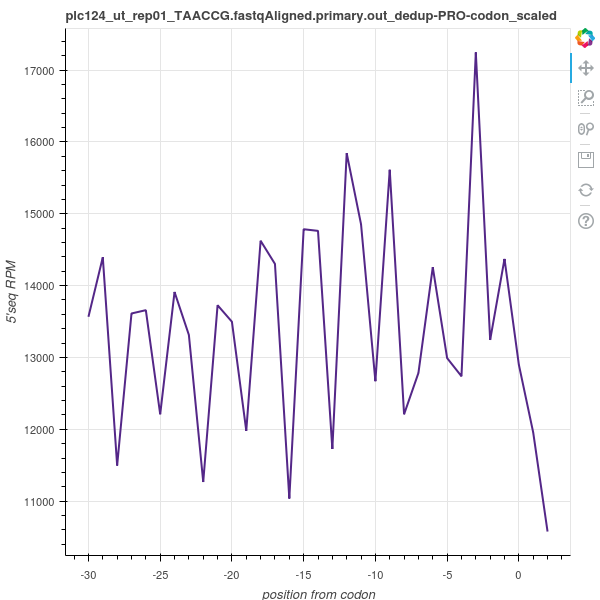 plc124_ut_rep01_TAACCG.fastqAligned.primary.out_dedup-PRO-codon_scaled
17000
16000
15000
14000
13000
12000
11000
5'seq RPM
-30 -25 -20 -15 -10 -5 0
position from codon